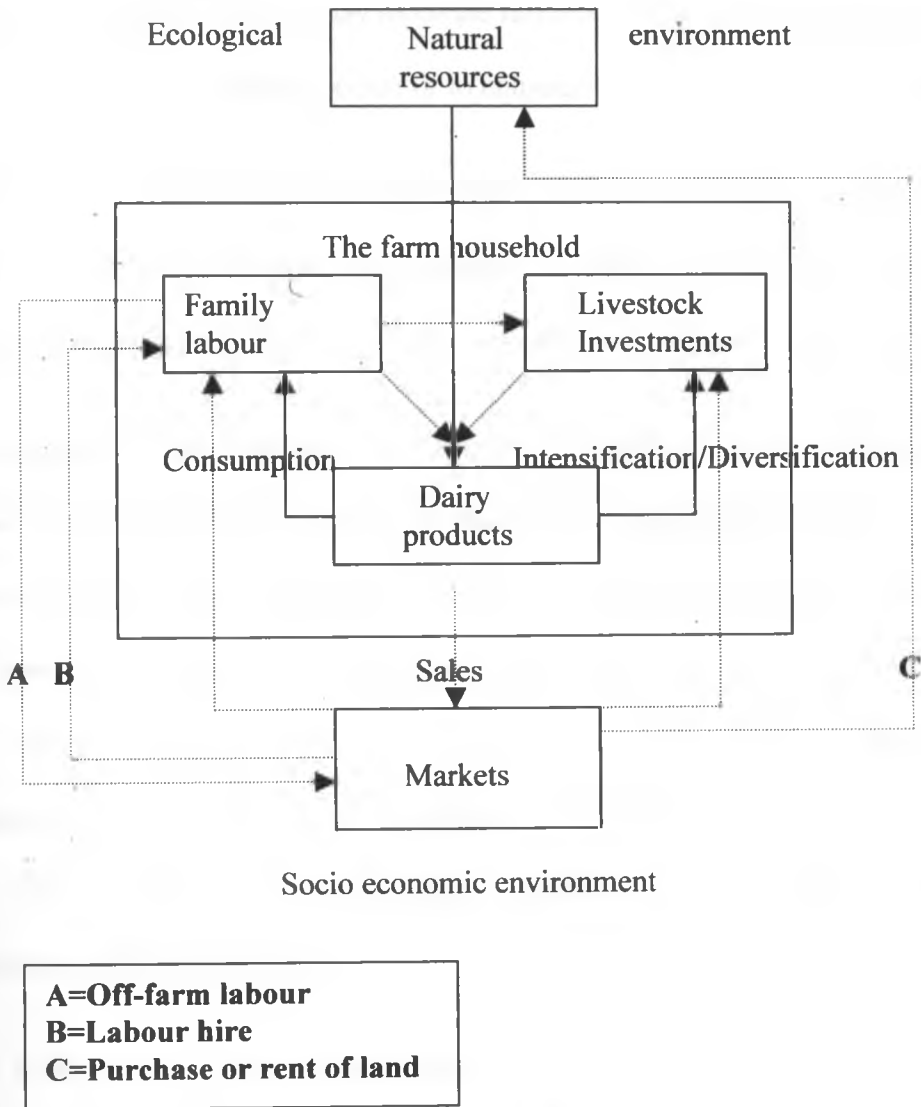 Ecological Natural environment
resources
The farm household
Family Livestock
labour Investments
Consumption Intensification/Diversification
Dairy
products
A B Sales C
Markets
Socio economic environment
A=Off-farm labour
B=Labour hire
C=Purchase or rent of land